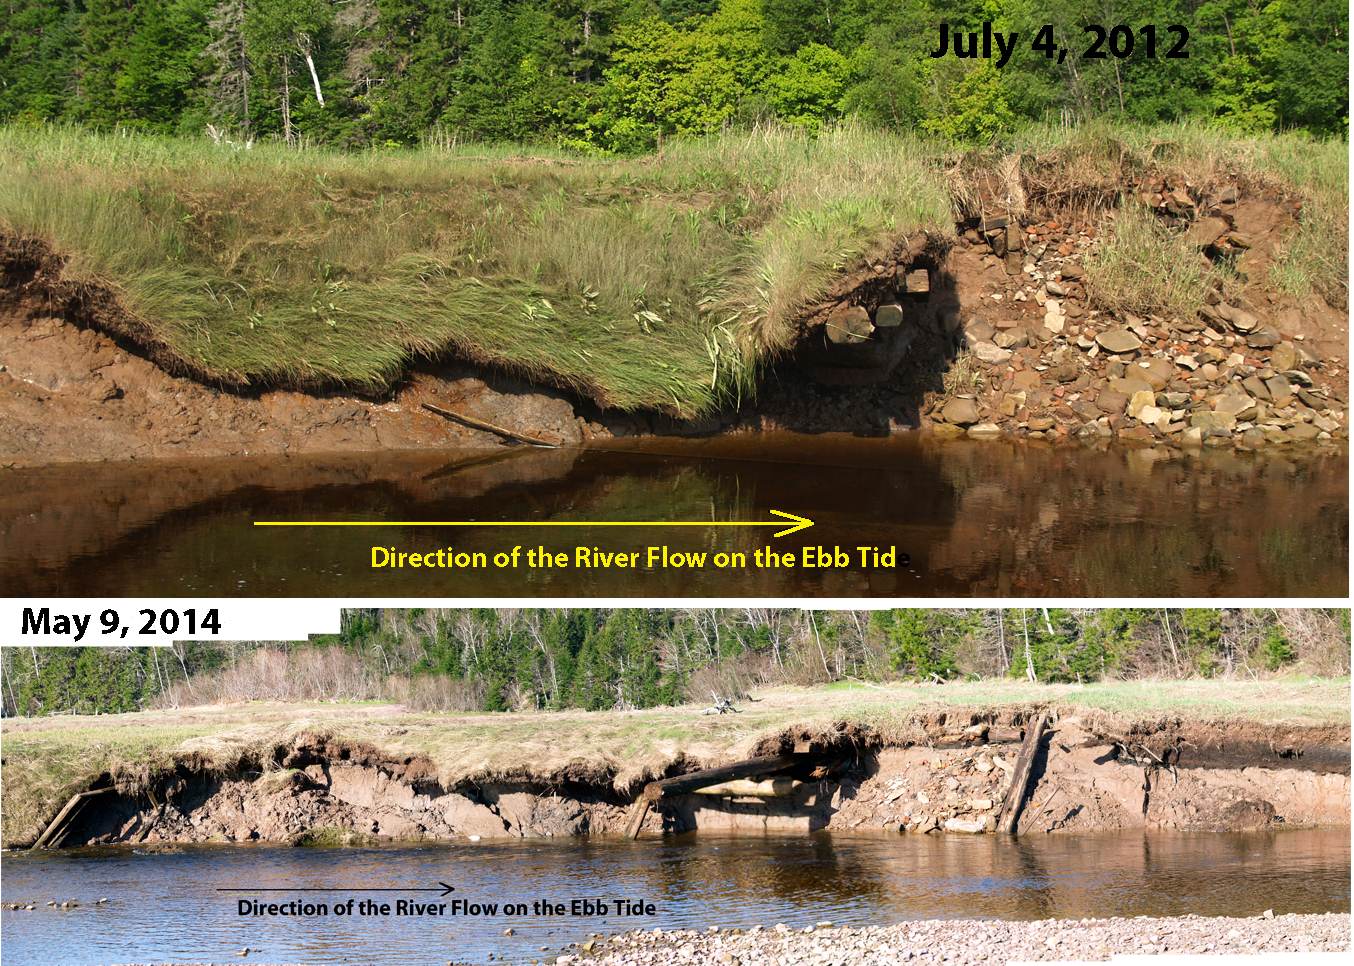 July 4, 2012
Direction of the River Flow on the Ebb Tide
May 9, 2014
Direction of the River Flow on the Ebb Tide